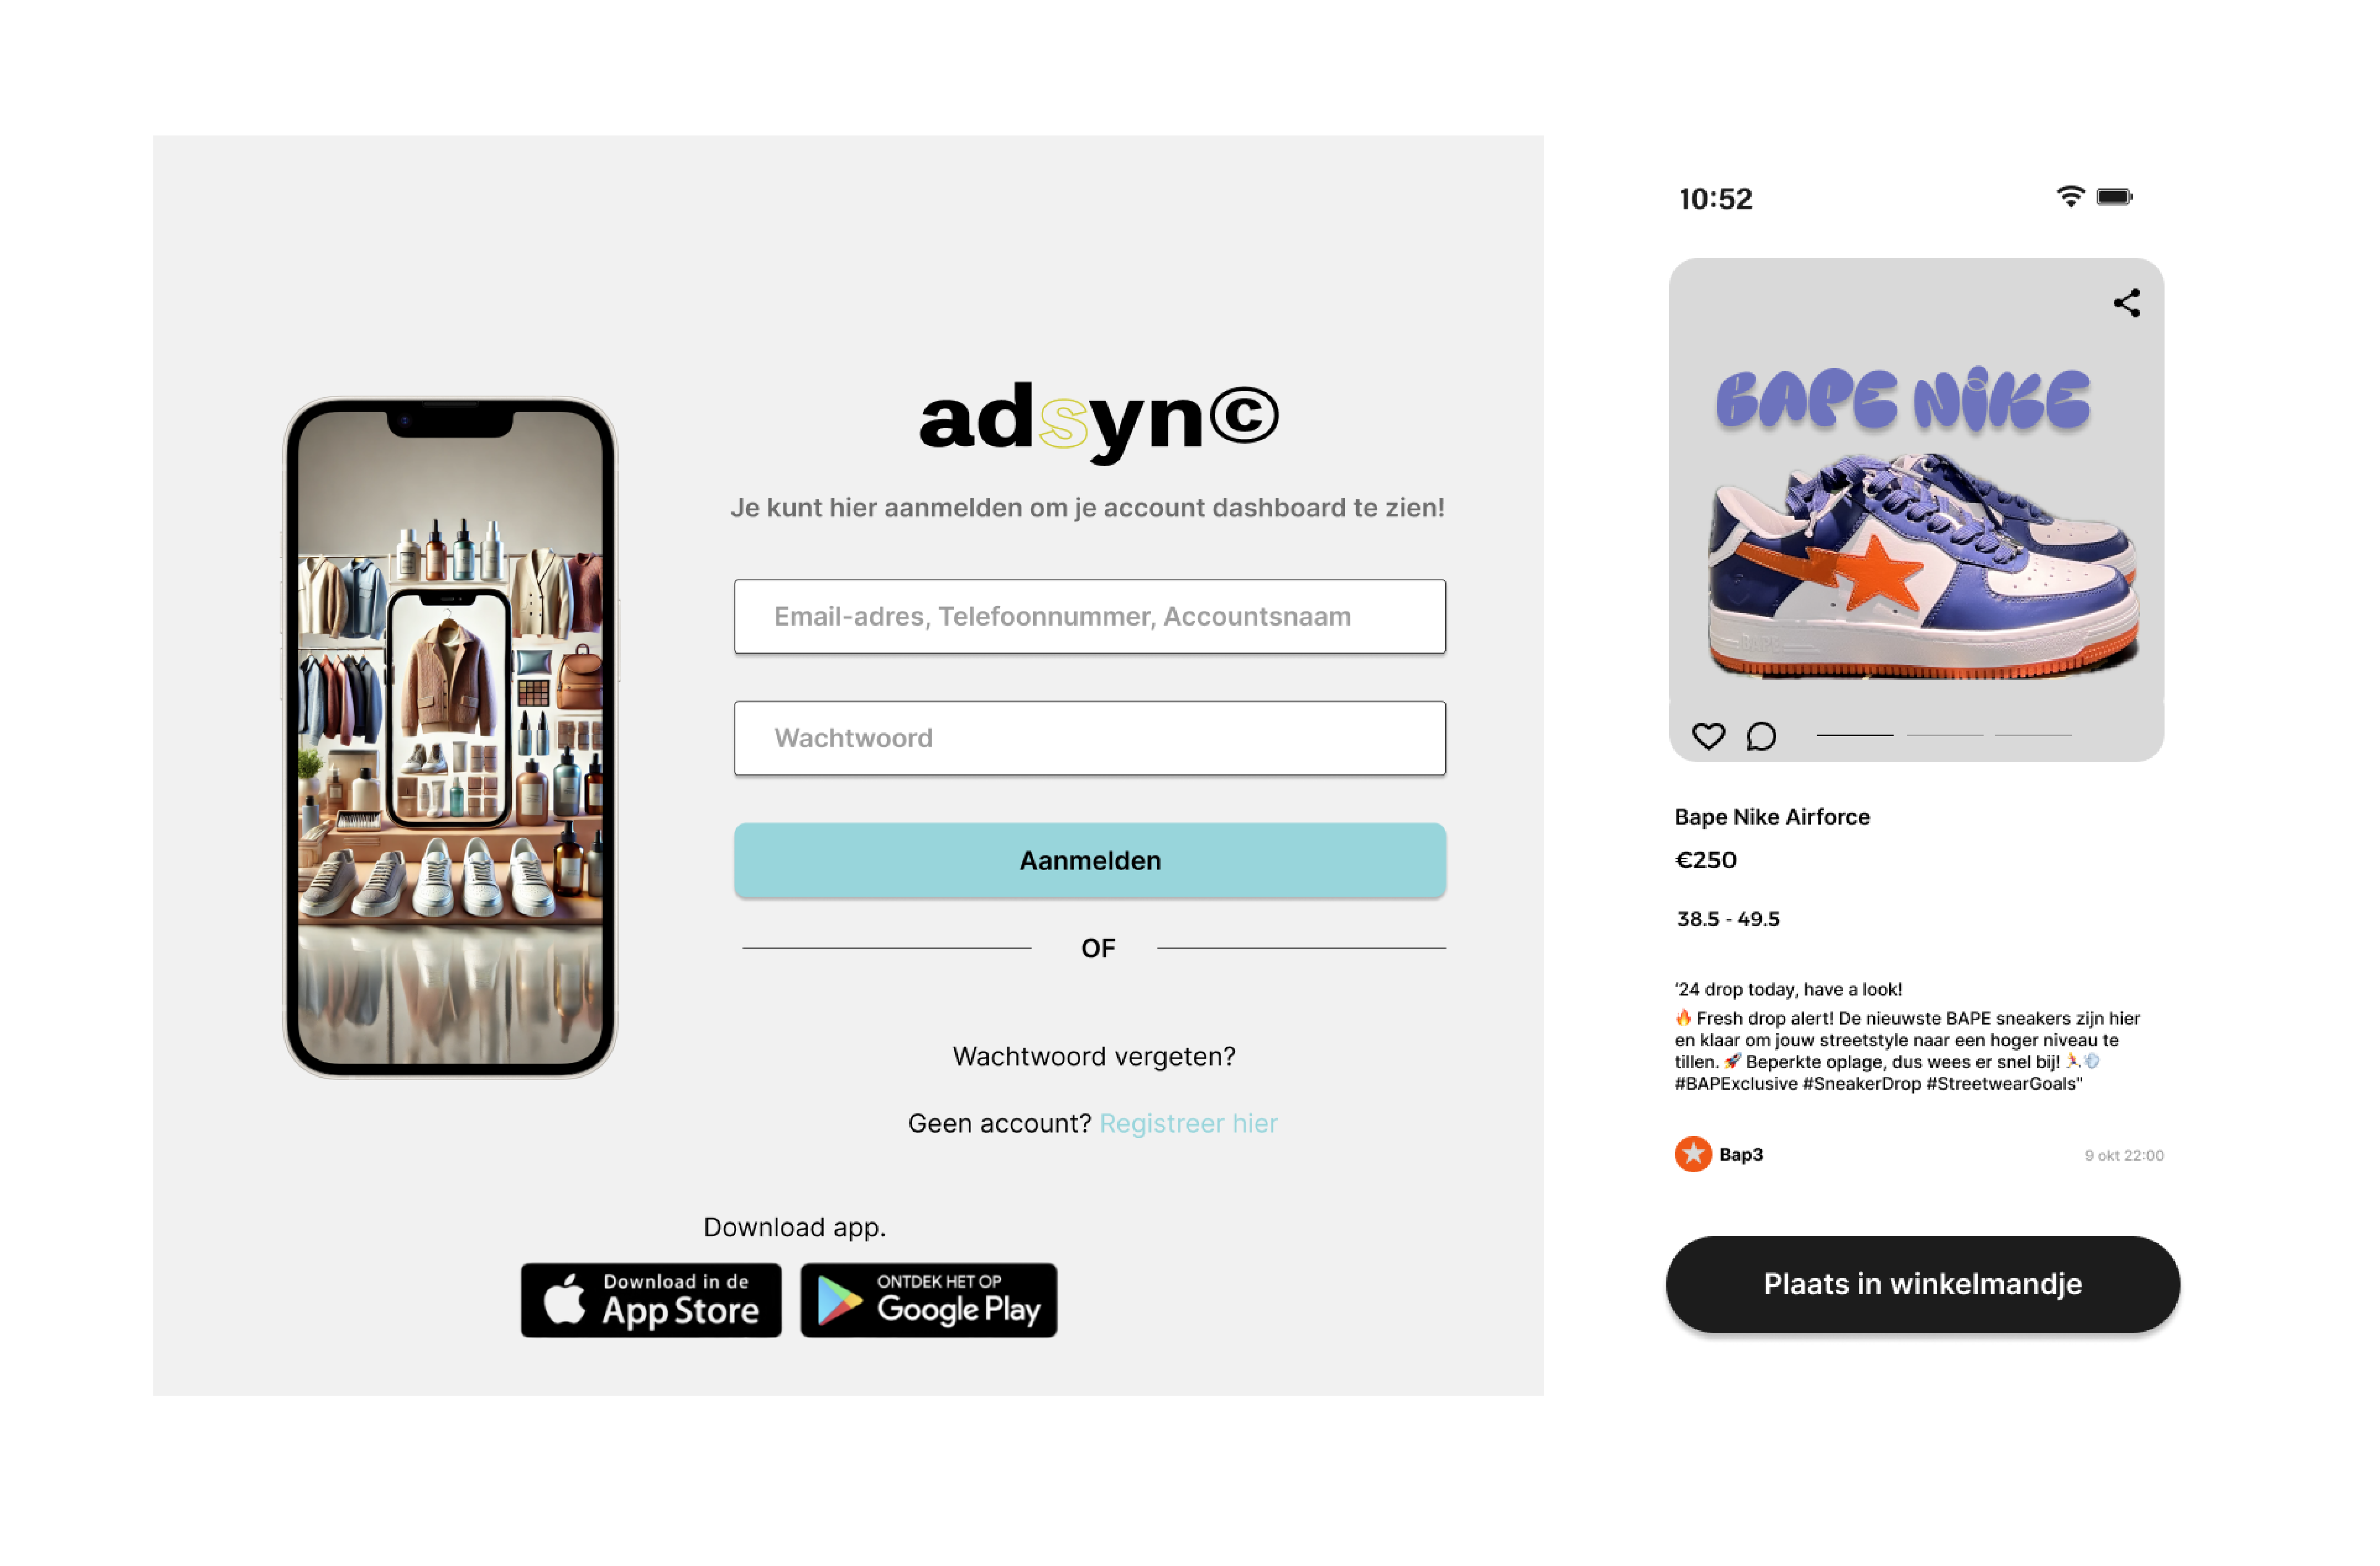 adsyn©
Je kunt hier aanmelden om je account dashboard te zien!
Email-adres, Telefoonnummer, Accountsnaam
Wachtwoord
Aanmelden
OF
Wachtwoord vergeten?
Geen account? Registreer hier
Download app.
Download in de
App Store
ONTDEK HET OP
Google Play
10:52
BAPE NIKE
BAPE
Bape Nike Airforce
€250
38.5 - 49.5
‘24 drop today, have a look!
🔥 Fresh drop alert! De nieuwste BAPE sneakers zijn hier
en klaar om jouw streetstyle naar een hoger niveau te
tillen. 🚀 Beperkte oplage, dus wees er snel bij! 🏃💨
#BAPExclusive #SneakerDrop #StreetwearGoals"
Bap3
9 okt 22:00
Plaats in winkelmandje